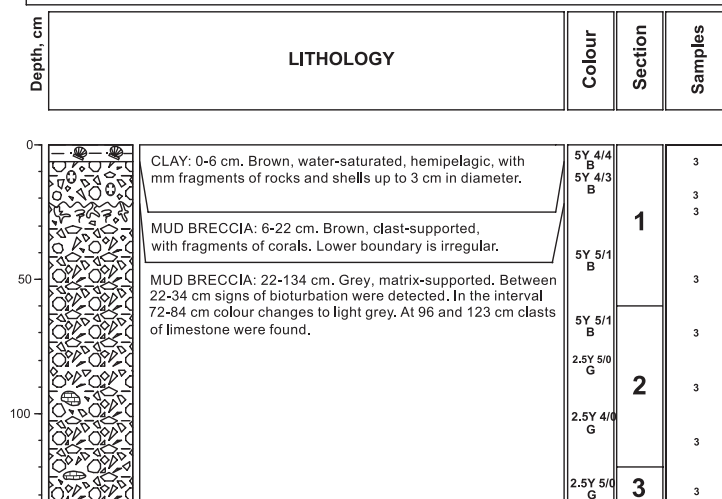 Depth, cm
LITHOLOGY
Colour
Section
Samples
0
CLAY: 0-6 cm. Brown, water-saturated, hemipelagic, with
mm fragments of rocks and shells up to 3 cm in diameter.
MUD BRECCIA: 6-22 cm. Brown, clast-supported,
with fragments of corals. Lower boundary is irregular.
MUD BRECCIA: 22-134 cm. Grey, matrix-supported. Between
22-34 cm signs of bioturbation were detected. In the interval
72-84 cm colour changes to light grey. At 96 and 123 cm clasts
of limestone were found.
50
100
5Y 4/4
B
5Y 4/3
B
5Y 5/1
B
5Y 5/1
B
2.5Y 5/0
G
2.5Y 4/0
G
2.5Y 5/0
G
1
2
3
3
3
3
3
3
3
3
3